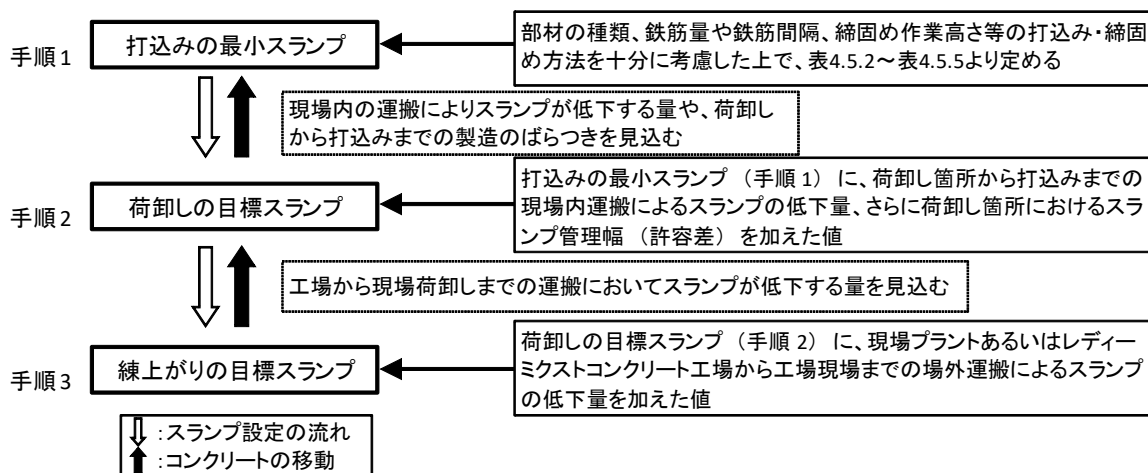 手順1
打込みの最小スランプ
部材の種類、鉄筋量や鉄筋間隔、締固め作業高さ等の打込み・締固
め方法を十分に考慮した上で、表4.5.2～表4.5.5より定める
現場内の運搬によりスランプが低下する量や、荷卸し
から打込みまでの製造のばらつきを見込む
手順2
荷卸しの目標スランプ
打込みの最小スランプ（手順1）に、荷卸し箇所から打込みまでの
現場内運搬によるスランプの低下量、さらに荷卸し箇所におけるスラ
ンプ管理幅（許容差）を加えた値
工場から現場荷卸しまでの運搬においてスランプが低下する量を見込む
手順3
練上がりの目標スランプ
荷卸しの目標スランプ（手順2）に、現場プラントあるいはレディー
ミクストコンクリート工場から工場現場までの場外運搬によるスランプ
の低下量を加えた値
：スランプ設定の流れ
：コンクリートの移動